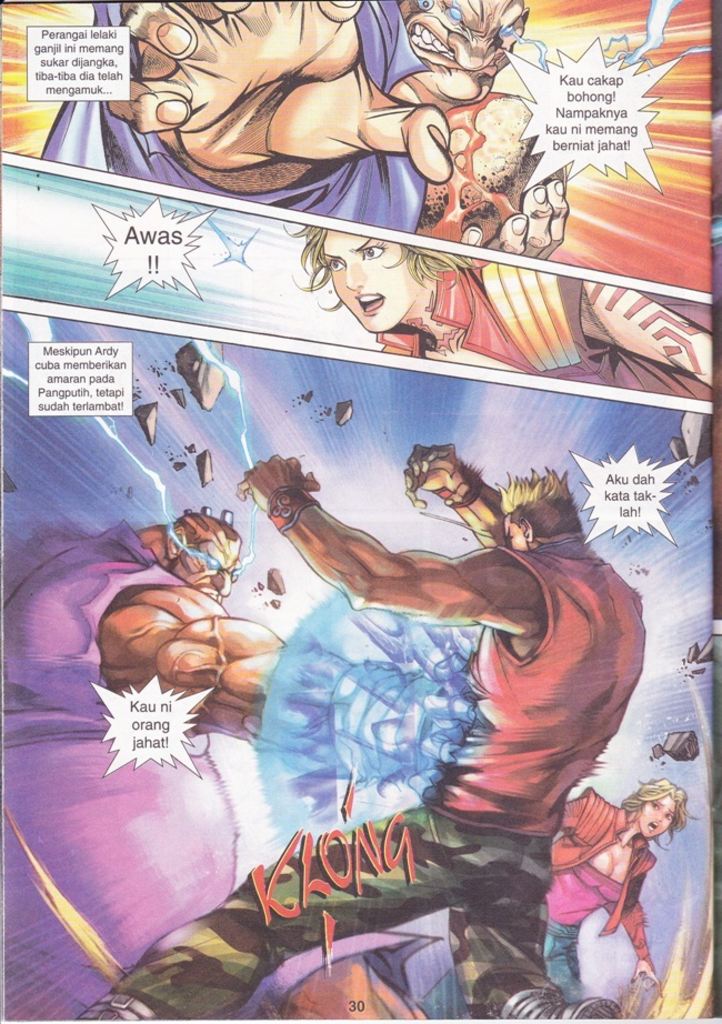 Perangai lelaki
ganjil ini memang
sukar dijangka,
tiba-tiba dia telah
mengamuk...
Kau cakap
bohong!
Nampaknya
kau ni memang
berniat jahat!
Awas
!!
Meskipun Ardy
cuba memberikan
amaran pada
Pangputih, tetapi
sudah terlambat!
Aku dah
kata tak-
lah!
Kau ni
orang
jahat!
KLONG
!
30